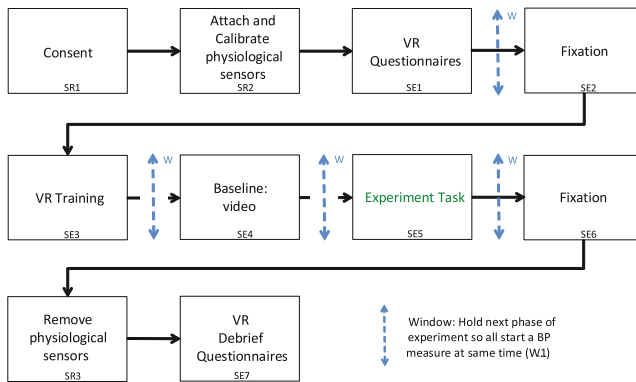 Consent
SR1
Attach and
Calibrate
physiological
sensors
SR2
VR
Questionnaires
SE1
W
Fixation
SE2
VR Training
SE3
W
Baseline:
video
SE4
W
Experiment Task
SE5
W
Fixation
SE6
Remove
physiological
sensors
SR3
VR
Debrief
Questionnaires
SE7
Window: Hold next phase of
experiment so all start a BP
measure at same time (W1)